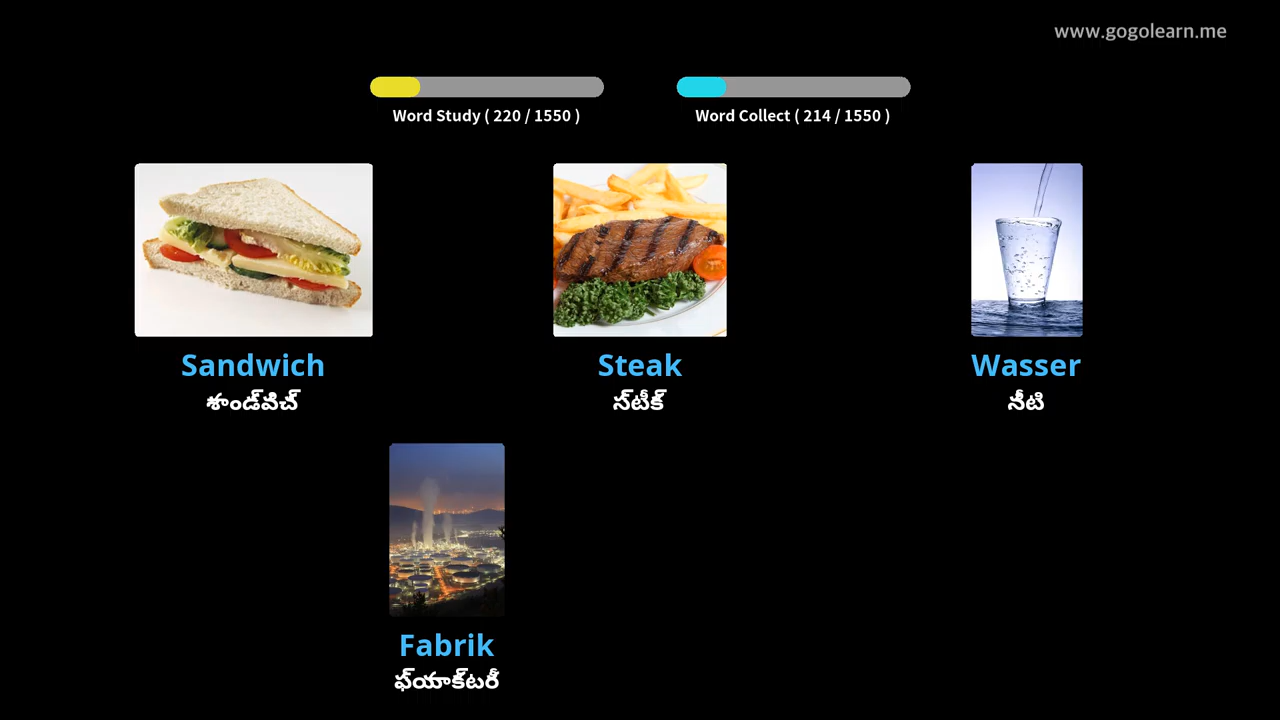 www.gogolearn.me
Word Study ( 220 / 1550 )
Word Collect ( 214 / 1550 )
Sandwich
Steak
Wasser
శాండ్‌విచ్
స్‌టీక్
నీటి
Fabrik
ఫ్‌యాక్‌టరీ